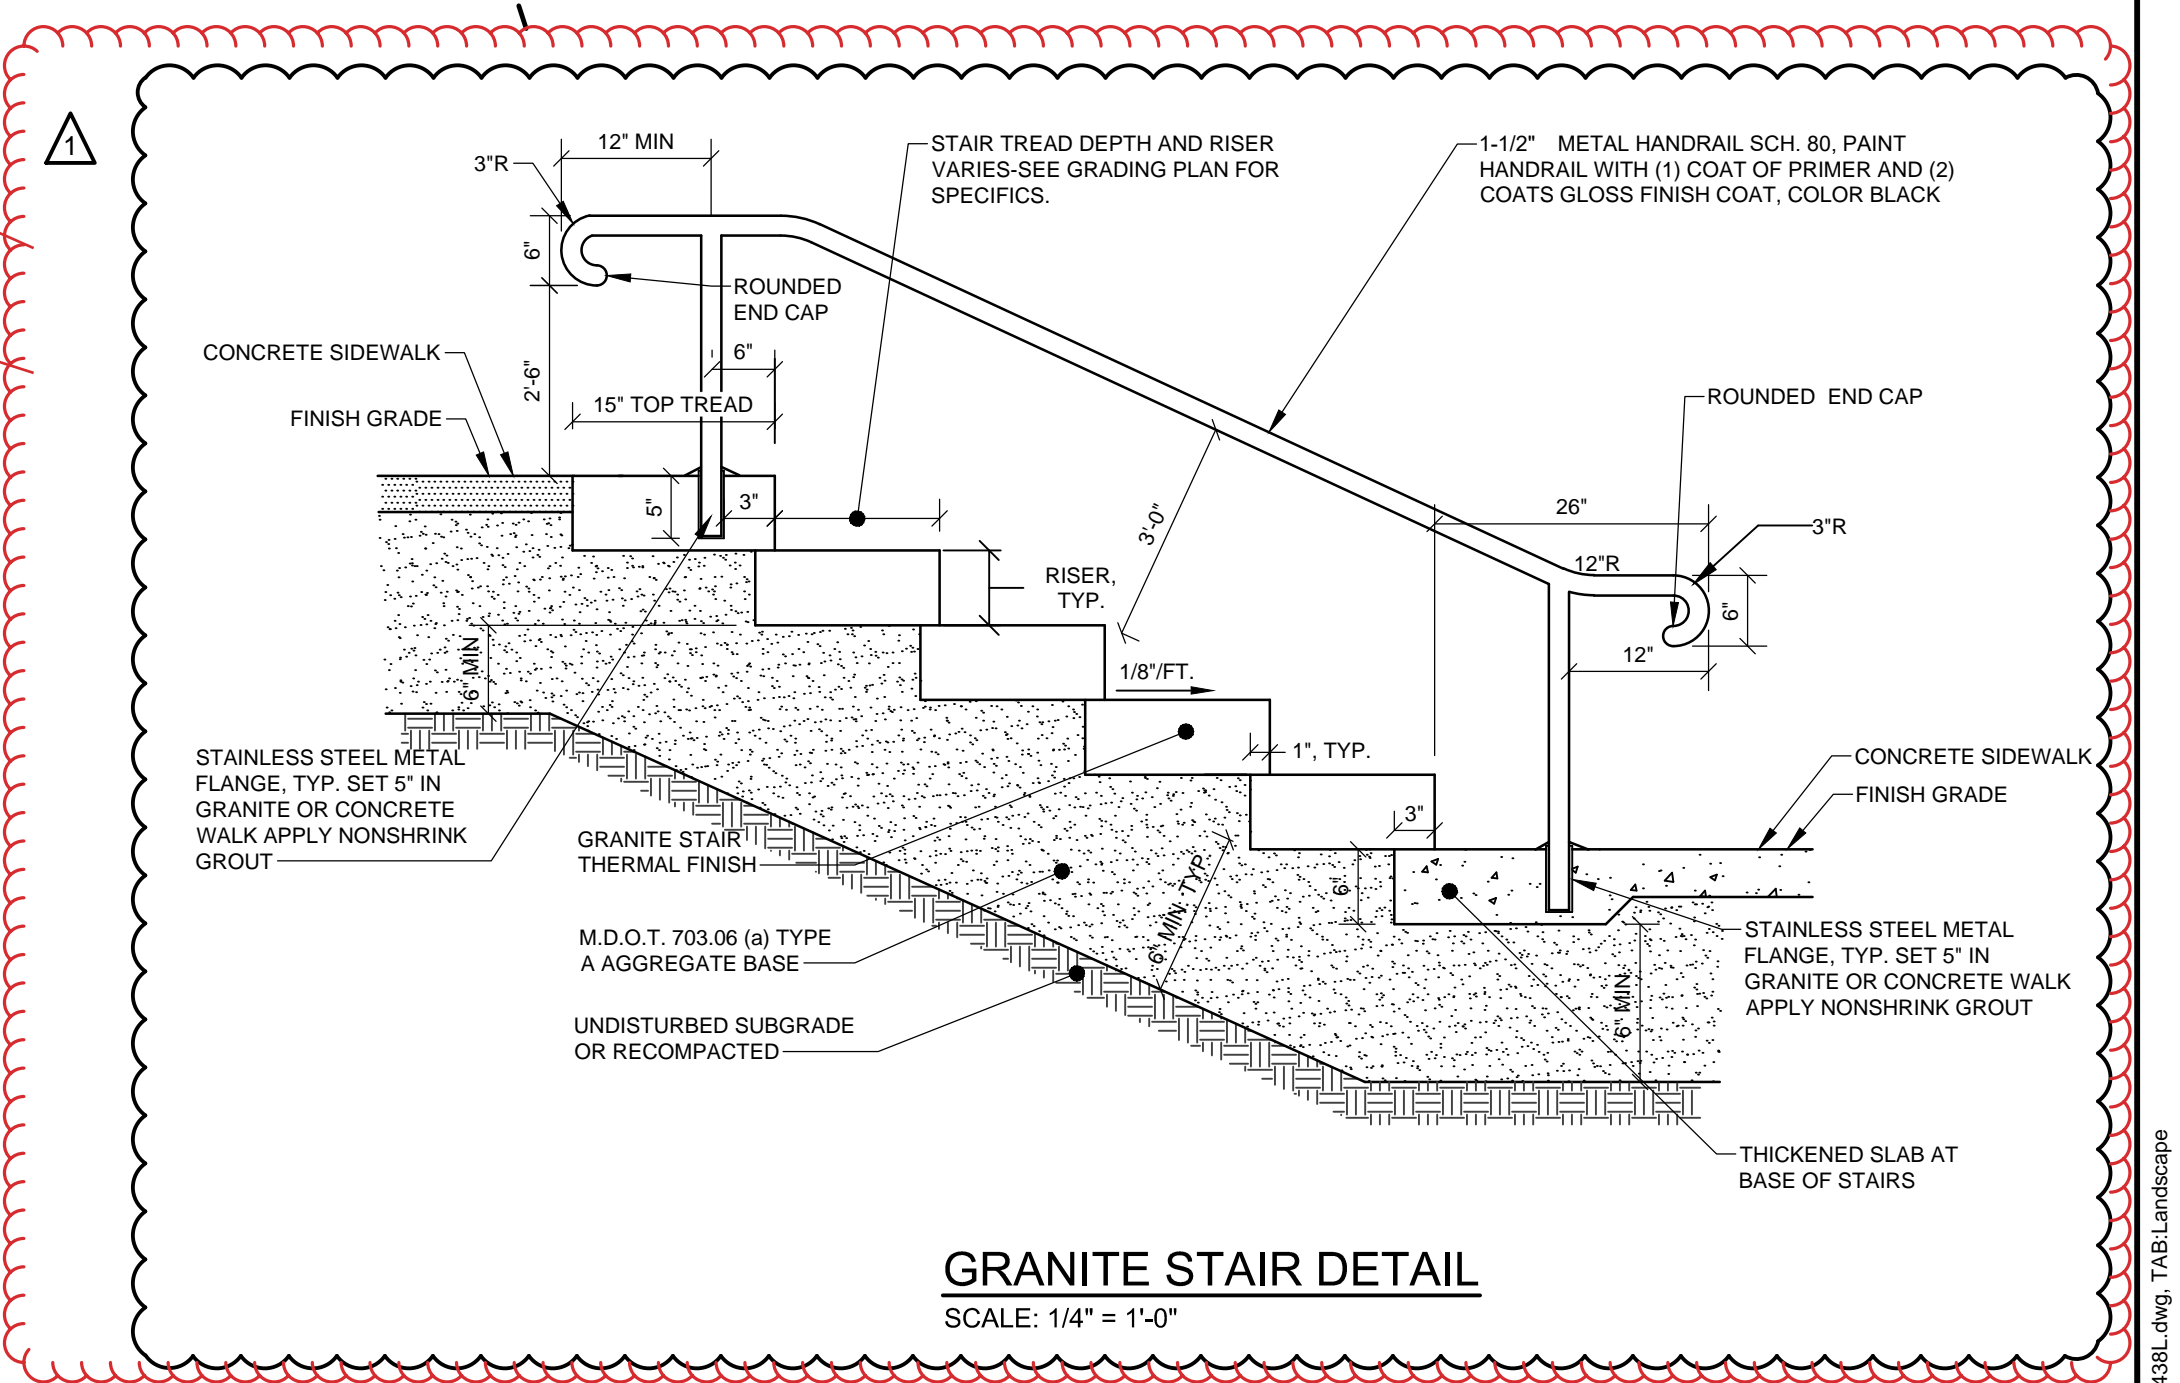 1
12" MIN
3"R
STAIR TREAD DEPTH AND RISER
VARIES-SEE GRADING PLAN FOR
SPECIFICS.
1-1/2" METAL HANDRAIL SCH. 80, PAINT
HANDRAIL WITH (1) COAT OF PRIMER AND (2)
COATS GLOSS FINISH COAT, COLOR BLACK
6"
ROUNDED
END CAP
CONCRETE SIDEWALK
6"
2'-6"
15" TOP TREAD
FINISH GRADE
ROUNDED END CAP
5"
3"
3'-0"
26"
3"R
12"R
RISER,
TYP.
6"
12"
6" MIN
1/8"/FT.
1", TYP.
STAINLESS STEEL METAL
FLANGE, TYP. SET 5" IN
GRANITE OR CONCRETE
WALK APPLY NONSHRINK
GROUT
CONCRETE SIDEWALK
FINISH GRADE
3"
GRANITE STAIR
THERMAL FINISH
6"
6" MIN. TYP
M.D.O.T. 703.06 (a) TYPE
A AGGREGATE BASE
STAINLESS STEEL METAL
FLANGE, TYP. SET 5" IN
GRANITE OR CONCRETE WALK
APPLY NONSHRINK GROUT
6" MIN
UNDISTURBED SUBGRADE
OR RECOMPACTED
THICKENED SLAB AT
BASE OF STAIRS
GRANITE STAIR DETAIL
SCALE: 1/4" = 1'-0"
438L.dwg, TAB:Landscape